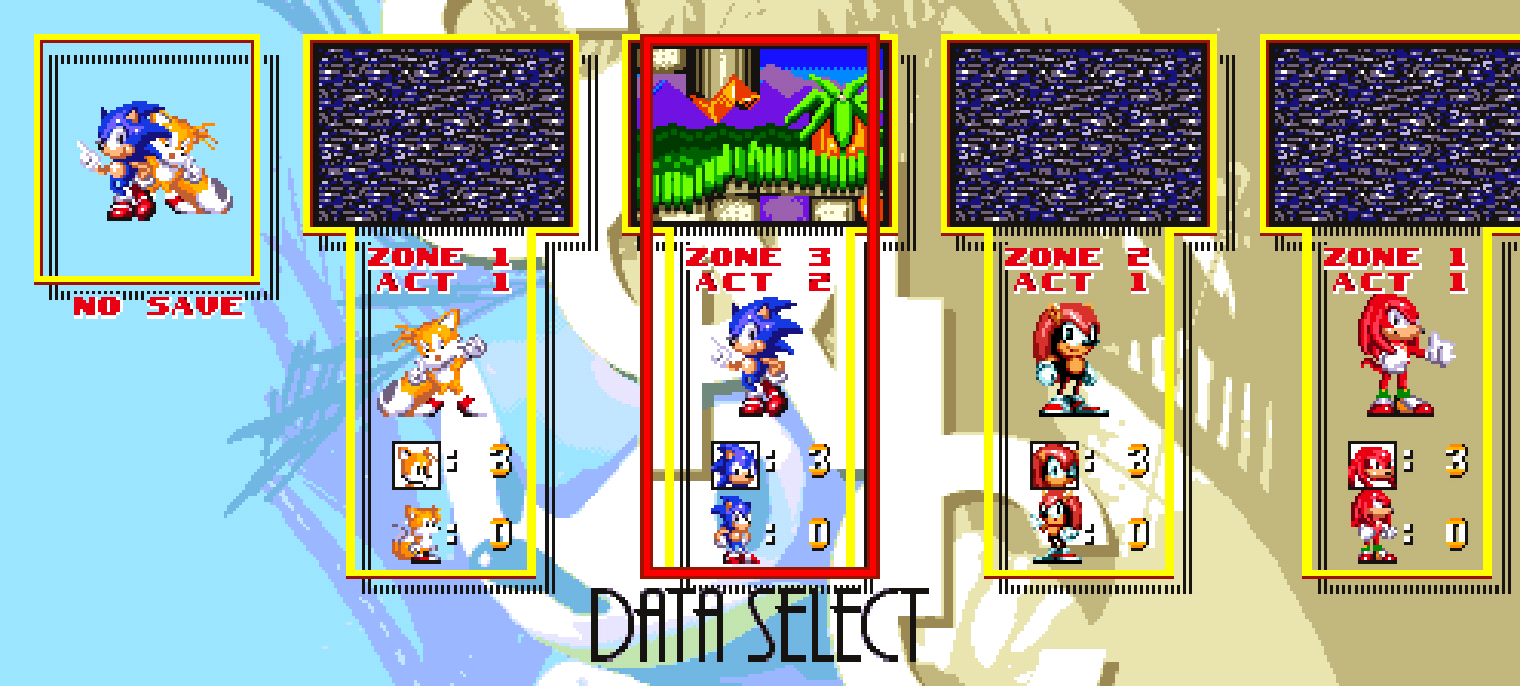 NO SAVE
ZONE 1
ACT 1
: 3
: 0
ZONE 3
ACT 2
: 3
: 0
ZONE 2
ACT 1
: 3
: 0
ZONE 1
ACT 1
: 3
: 0
DATA SELECT